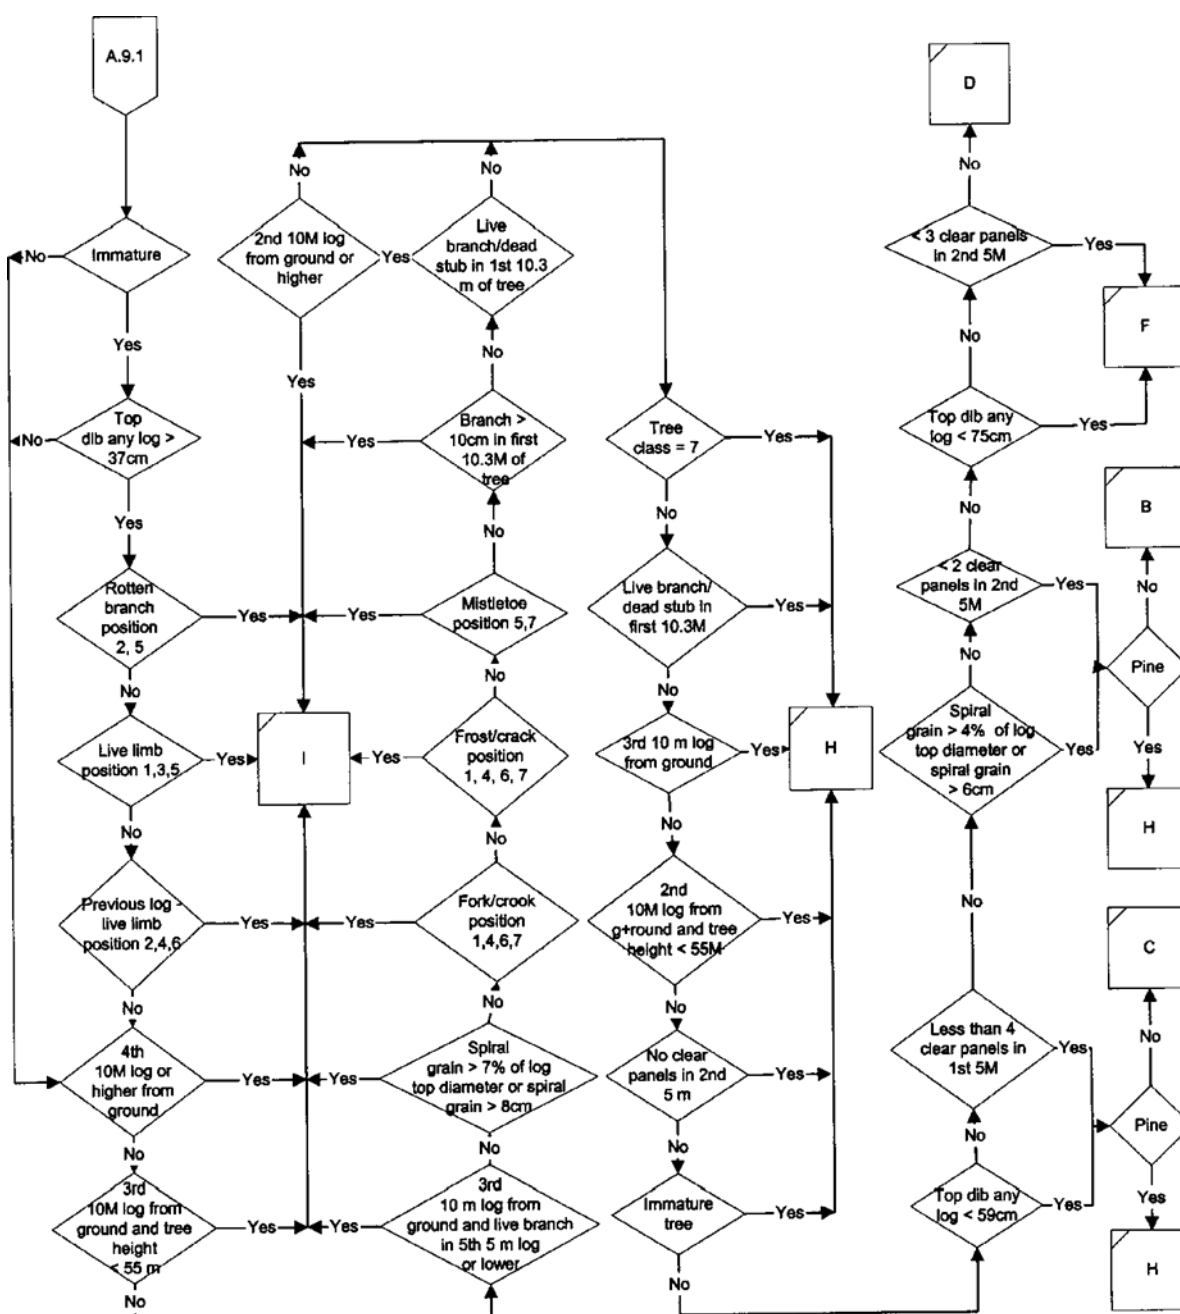 A.9.1
Immature
No
Yes
Top
dib any log >
37cm
No
Yes
Rotten
branch
position
2, 5
Yes
No
Live limb
position 1,3,5
Yes
No
Previous log -
live limb
position 2,4,6
Yes
No
4th
10M log or
higher from
ground
Yes
No
3rd
10M log from
ground and tree
height
< 55 m
Yes
No
No
2nd 10M log
from ground or
higher
Yes
Yes
I
No
Live
branch/dead
stub in 1st 10.3
m of tree
No
Branch >
10cm in first
10.3M of
tree
Yes
No
Mistletoe
position 5,7
Yes
No
Frost/crack
position
1, 4, 6, 7
Yes
No
Fork/crook
position
1,4,6,7
Yes
No
Spiral
grain > 7% of log
top diameter or spiral
grain > 8cm
Yes
No
3rd
10 m log from
ground and live branch
in 5th 5 m log
or lower
Yes
Tree
class = 7
Yes
No
Live branch/
dead stub in
first 10.3M
Yes
No
3rd 10 m log
from ground
Yes
H
No
2nd
10M log from
g+round and tree
height < 55M
Yes
No
No clear
panels in 2nd
5 m
Yes
No
Immature
tree
Yes
No
D
No
< 3 clear panels
in 2nd 5M
Yes
F
No
Top dib any
log < 75cm
Yes
No
< 2 clear
panels in 2nd
5M
Yes
No
Spiral
grain > 4% of log
top diameter or
spiral grain
> 6cm
Yes
No
Less than 4
clear panels in
1st 5M
Yes
No
Top dib any
log < 59cm
Yes
B
No
Pine
Yes
H
C
No
Pine
Yes
H